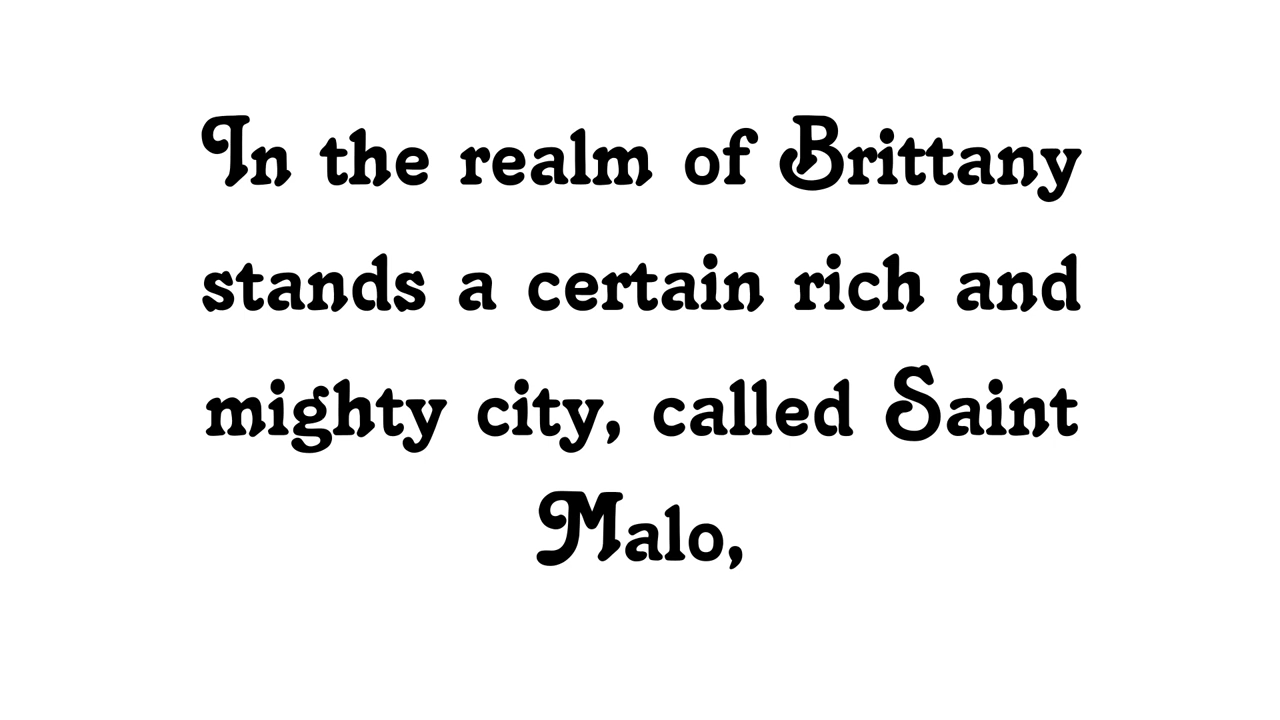 In the realm of Brittany
stands a certain rich and
mighty city, called Saint
Malo,